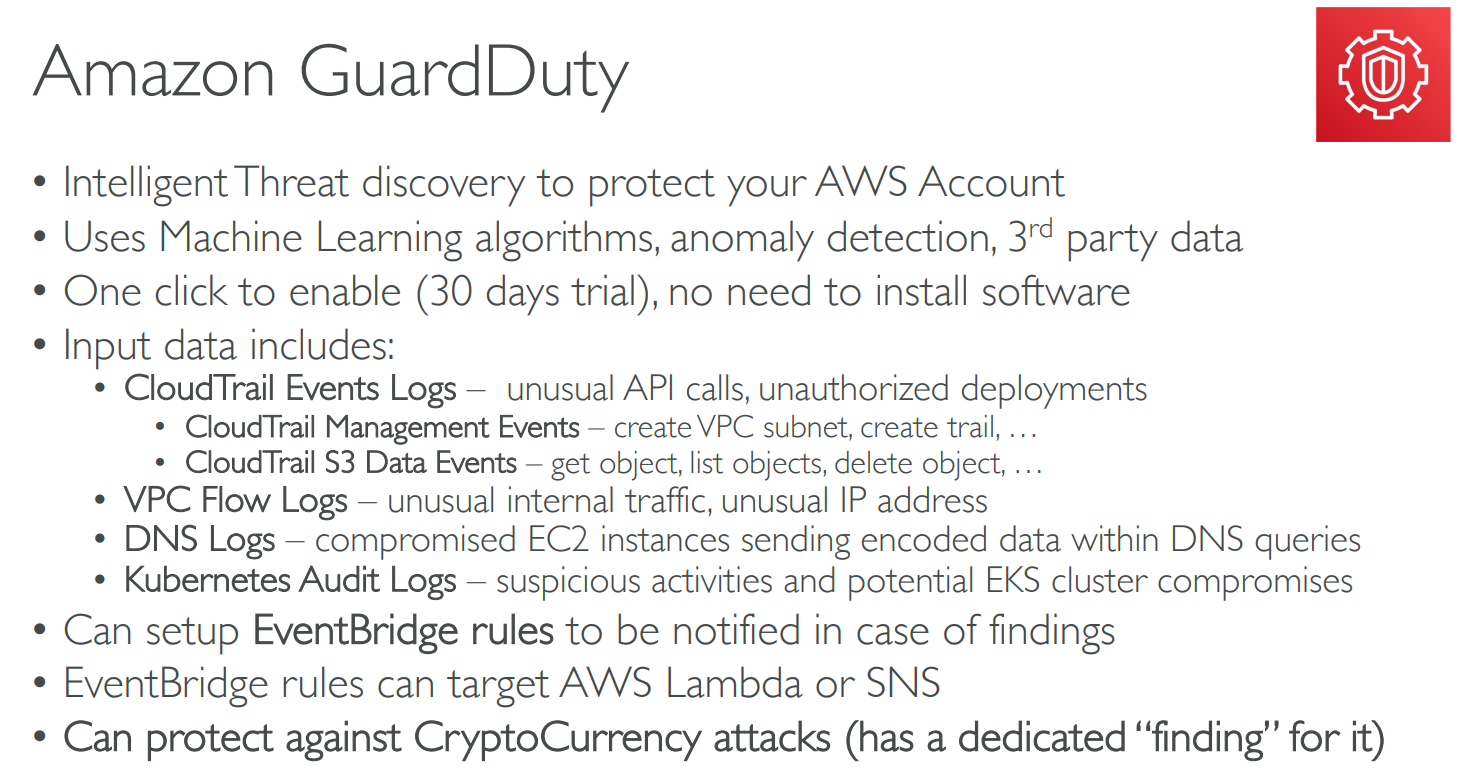 Amazon GuardDuty
• Intelligent Threat discovery to protect your AWS Account
• Uses Machine Learning algorithms, anomaly detection, 3rd party data
• One click to enable (30 days trial), no need to install software
• Input data includes:
• CloudTrail Events Logs – unusual API calls, unauthorized deployments
• CloudTrail Management Events – create VPC subnet, create trail, …
• CloudTrail S3 Data Events – get object, list objects, delete object, …
• VPC Flow Logs – unusual internal traffic, unusual IP address
• DNS Logs – compromised EC2 instances sending encoded data within DNS queries
• Kubernetes Audit Logs – suspicious activities and potential EKS cluster compromises
• Can setup EventBridge rules to be notified in case of findings
• EventBridge rules can target AWS Lambda or SNS
• Can protect against CryptoCurrency attacks (has a dedicated “finding” for it)